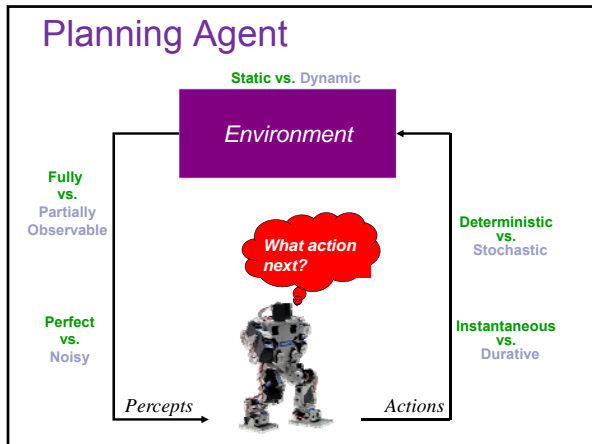 Planning Agent
Static vs. Dynamic
Environment
Fully
vs.
Partially
Observable
What action
next?
Deterministic
vs.
Stochastic
Perfect
vs.
Noisy
Instantaneous
vs.
Durative
Percepts
Actions